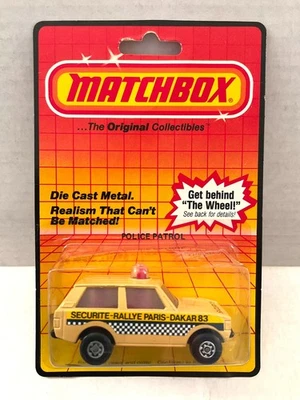 MATCHBOX
...The Original Collectibles
Die Cast Metal.
Realism That Can't
Be Matched!
Get behind
"The Wheel!"
See back for details!
POLICE PATROL
SECURITE-RALLYE PARIS-DAKAR 83